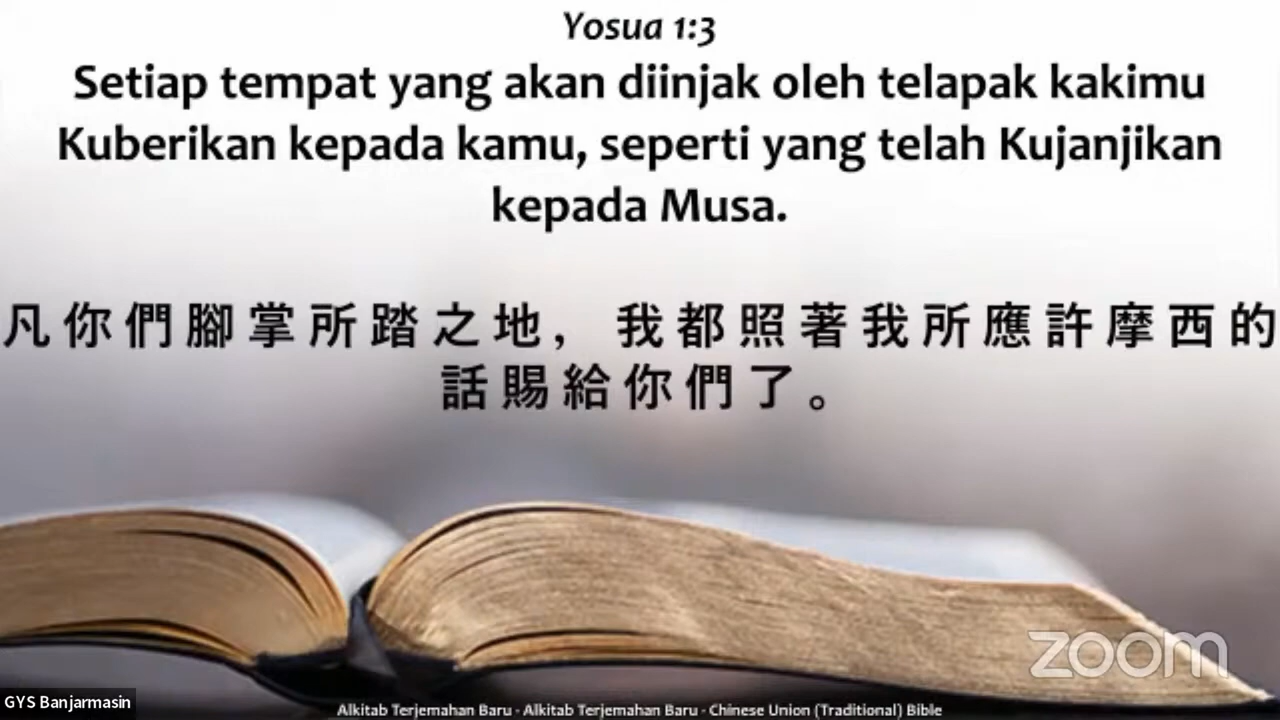 Yosua 1:3
Setiap tempat yang akan diinjak oleh telapak kakimu
Kuberikan kepada kamu, seperti yang telah Kujanjikan
kepada Musa.
凡你們腳掌所踏之地, 我都照著我所應許摩西的
話賜給你們了。
zoom
GYS Banjarmasin
Alkitab Terjemahan Baru - Alkitab Terjemahan Baru - Chinese Union (Traditional) Bible